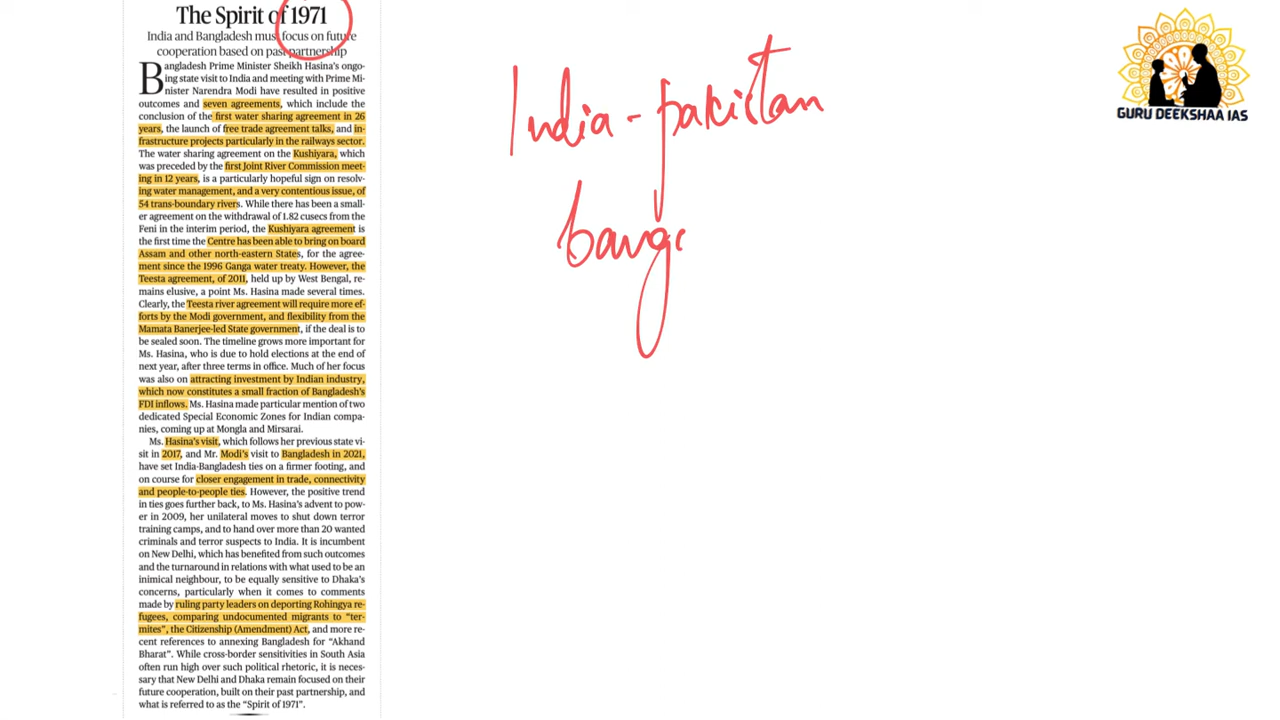 The Spirit of 1971
India and Bangladesh must focus on future
cooperation based on past partnership
Bangladesh Prime Minister Sheikh Hasina's ongo-
ing state visit to India and meeting with Prime Mi-
nister Narendra Modi have resulted in positive
outcomes and seven agreements, which include the
conclusion of the first water sharing agreement in 26
years, the launch of free trade agreement talks, and in-
frastructure projects particularly in the railways sector.
The water sharing agreement on the Kushiyara, which
was preceded by the first Joint River Commission meet-
ing in 12 years, is a particularly hopeful sign on resolv-
ing water management, and a very contentious issue, of
54 trans-boundary rivers. While there has been a small-
er agreement on the withdrawal of 1.82 cusecs from the
Feni in the interim period, the Kushiyara agreement is
the first time the Centre has been able to bring on board
Assam and other north-eastern States, for the agree-
ment since the 1996 Ganga water treaty. However, the
Teesta agreement, of 2011, held up by West Bengal, re-
mains elusive, a point Ms. Hasina made several times.
Clearly, the Teesta river agreement will require more ef-
forts by the Modi government, and flexibility from the
Mamata Banerjee-led State government, if the deal is to
be sealed soon. The timeline grows more important for
Ms. Hasina, who is due to hold elections at the end of
next year, after three terms in office. Much of her focus
was also on attracting investment by Indian industry,
which now constitutes a small fraction of Bangladesh's
FDI inflows. Ms. Hasina made particular mention of two
dedicated Special Economic Zones for Indian compa-
nies, coming up at Mongla and Mirsarai.
Ms. Hasina's visit, which follows her previous state vi-
sit in 2017, and Mr. Modi's visit to Bangladesh in 2021,
have set India-Bangladesh ties on a firmer footing, and
on course for closer engagement in trade, connectivity
and people-to-people ties. However, the positive trend
in ties goes further back, to Ms. Hasina's advent to pow-
er in 2009, her unilateral moves to shut down terror
training camps, and to hand over more than 20 wanted
criminals and terror suspects to India. It is incumbent
on New Delhi, which has benefited from such outcomes
and the turnaround in relations with what used to be an
inimical neighbour, to be equally sensitive to Dhaka's
concerns, particularly when it comes to comments
made by ruling party leaders on deporting Rohingya re-
fugees, comparing undocumented migrants to "ter-
mites", the Citizenship (Amendment) Act, and more re-
cent references to annexing Bangladesh for "Akhand
Bharat". While cross-border sensitivities in South Asia
often run high over such political rhetoric, it is neces-
sary that New Delhi and Dhaka remain focused on their
future cooperation, built on their past partnership, and
what is referred to as the "Spirit of 1971".
India - pakistan
bang
GURU DEEKSHAA IAS